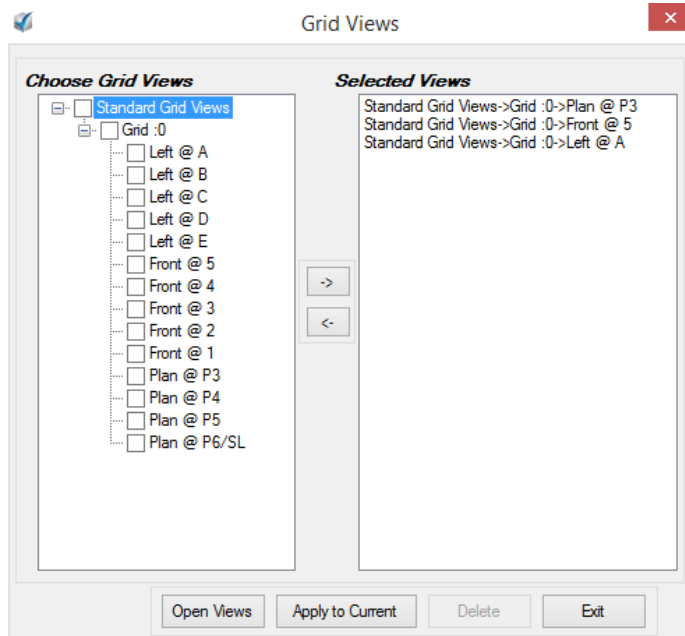 Grid Views
Choose Grid Views
Selected Views
Standard Grid Views
Grid :0
Left @ A
Left @ B
Left @ C
Left @ D
Left @ E
Front @ 5
Front @ 4
Front @ 3
Front @ 2
Front @ 1
Plan @ P3
Plan @ P4
Plan @ P5
Plan @ P6/SL
->
<-
Standard Grid Views->Grid :0->Plan @ P3
Standard Grid Views->Grid :0->Front @ 5
Standard Grid Views->Grid :0->Left @ A
Open Views
Apply to Current
Delete
Exit